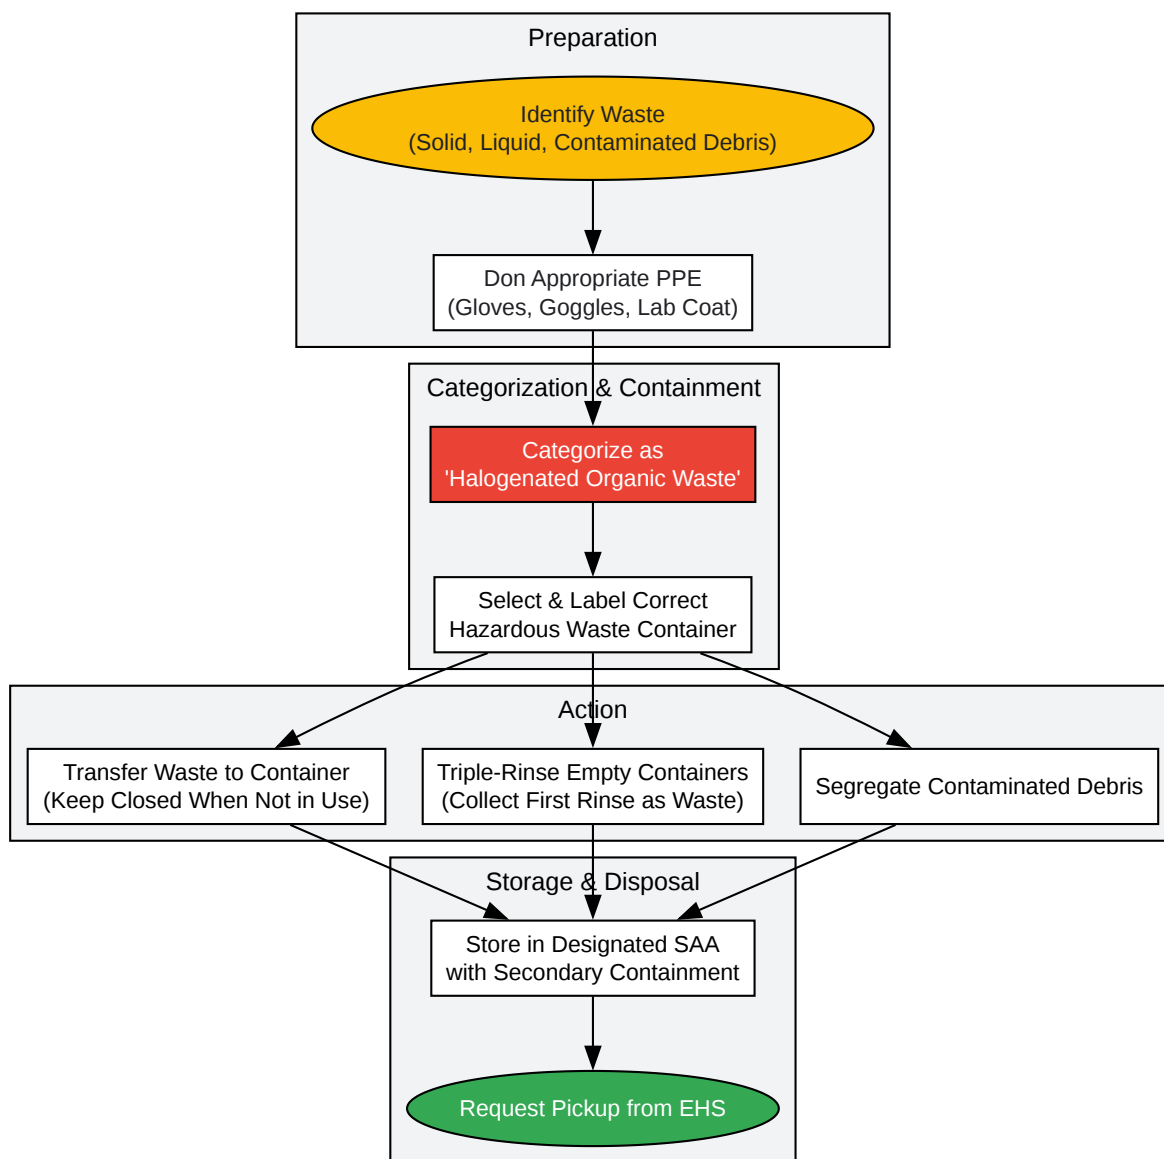 Preparation
Identify Waste
(Solid, Liquid, Contaminated Debris)
Don Appropriate PPE
(Gloves, Goggles, Lab Coat)
Categorization & Containment
Categorize as
'Halogenated Organic Waste'
Select & Label Correct
Hazardous Waste Container
Action
Transfer Waste to Container
(Keep Closed When Not in Use)
Triple-Rinse Empty Containers
(Collect First Rinse as Waste)
Segregate Contaminated Debris
Storage & Disposal
Store in Designated SAA
with Secondary Containment
Request Pickup from EHS